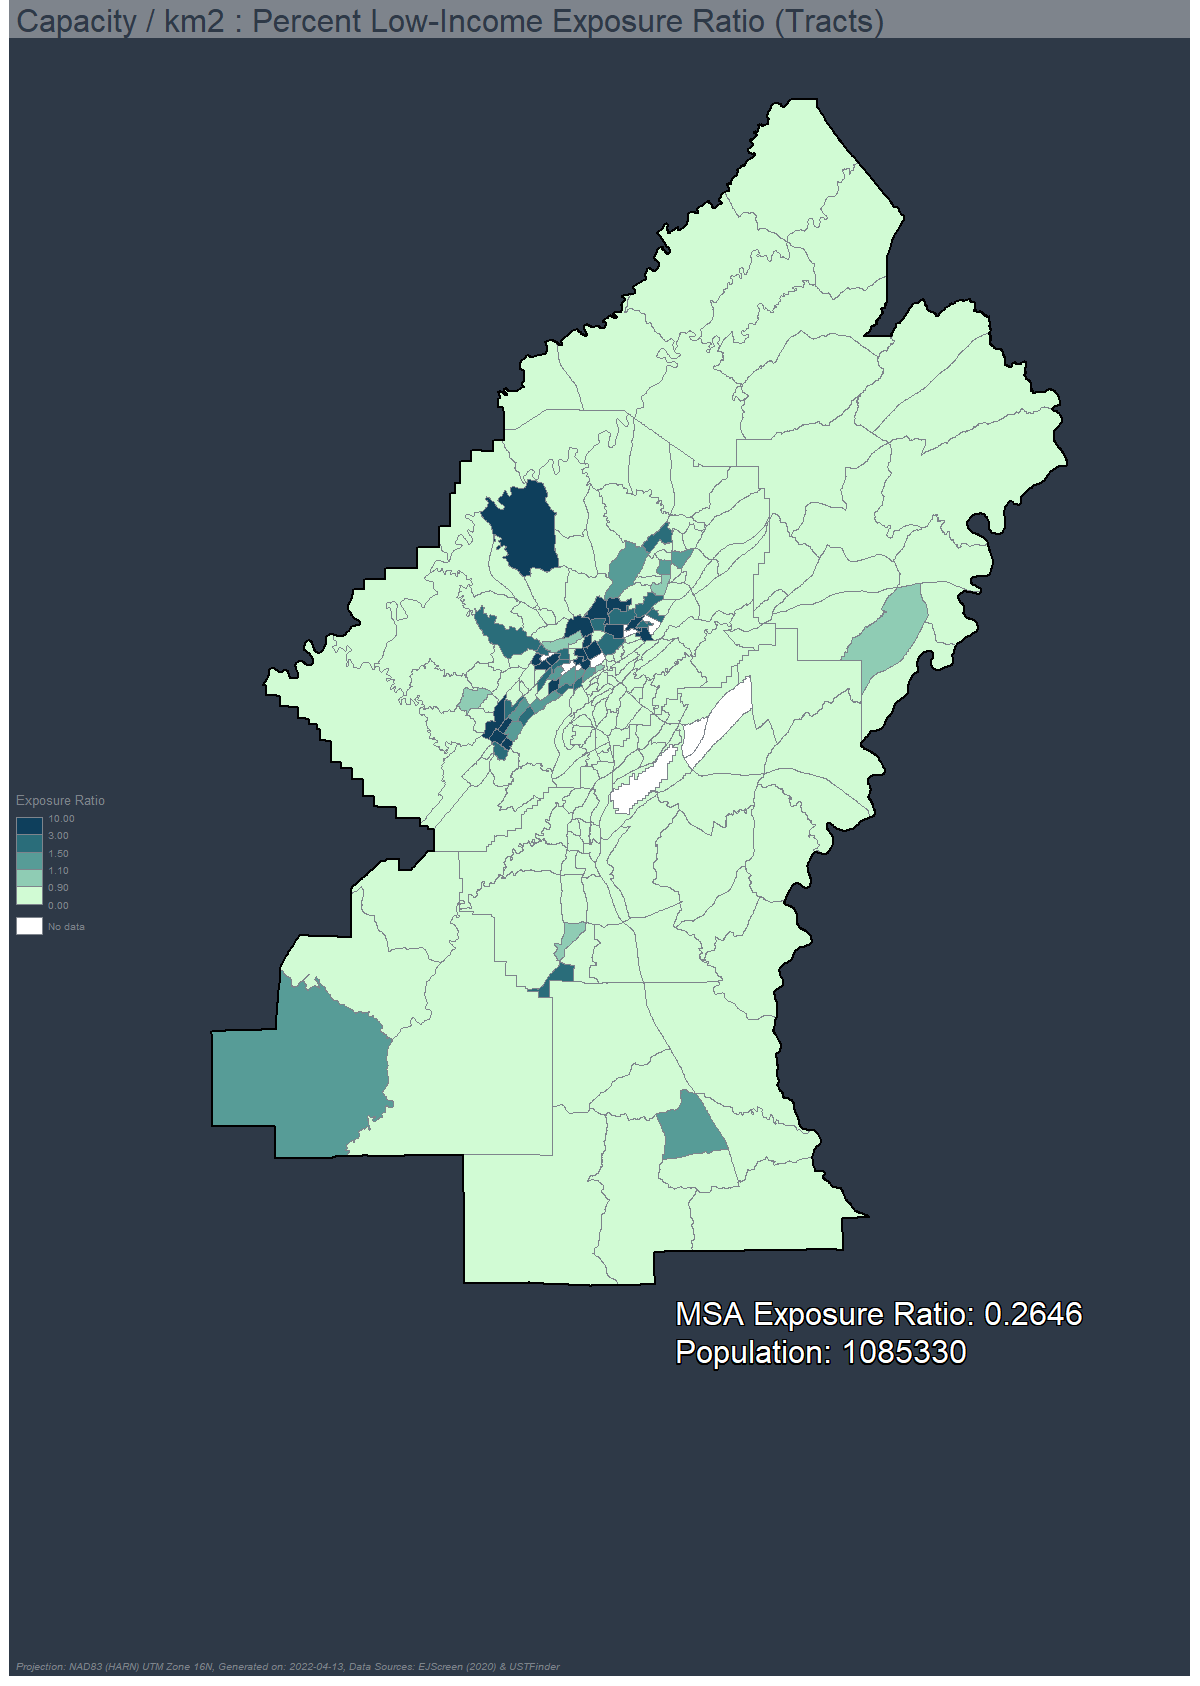 Capacity / km2 : Percent Low-Income Exposure Ratio (Tracts)
Exposure Ratio
10.00
3.00
1.50
1.10
0.90
0.00
No data
MSA Exposure Ratio: 0.2646
Population: 1085330
Projection: NAD83 (HARN) UTM Zone 16N, Generated on: 2022-04-13, Data Sources: EJScreen (2020) & USTFinder